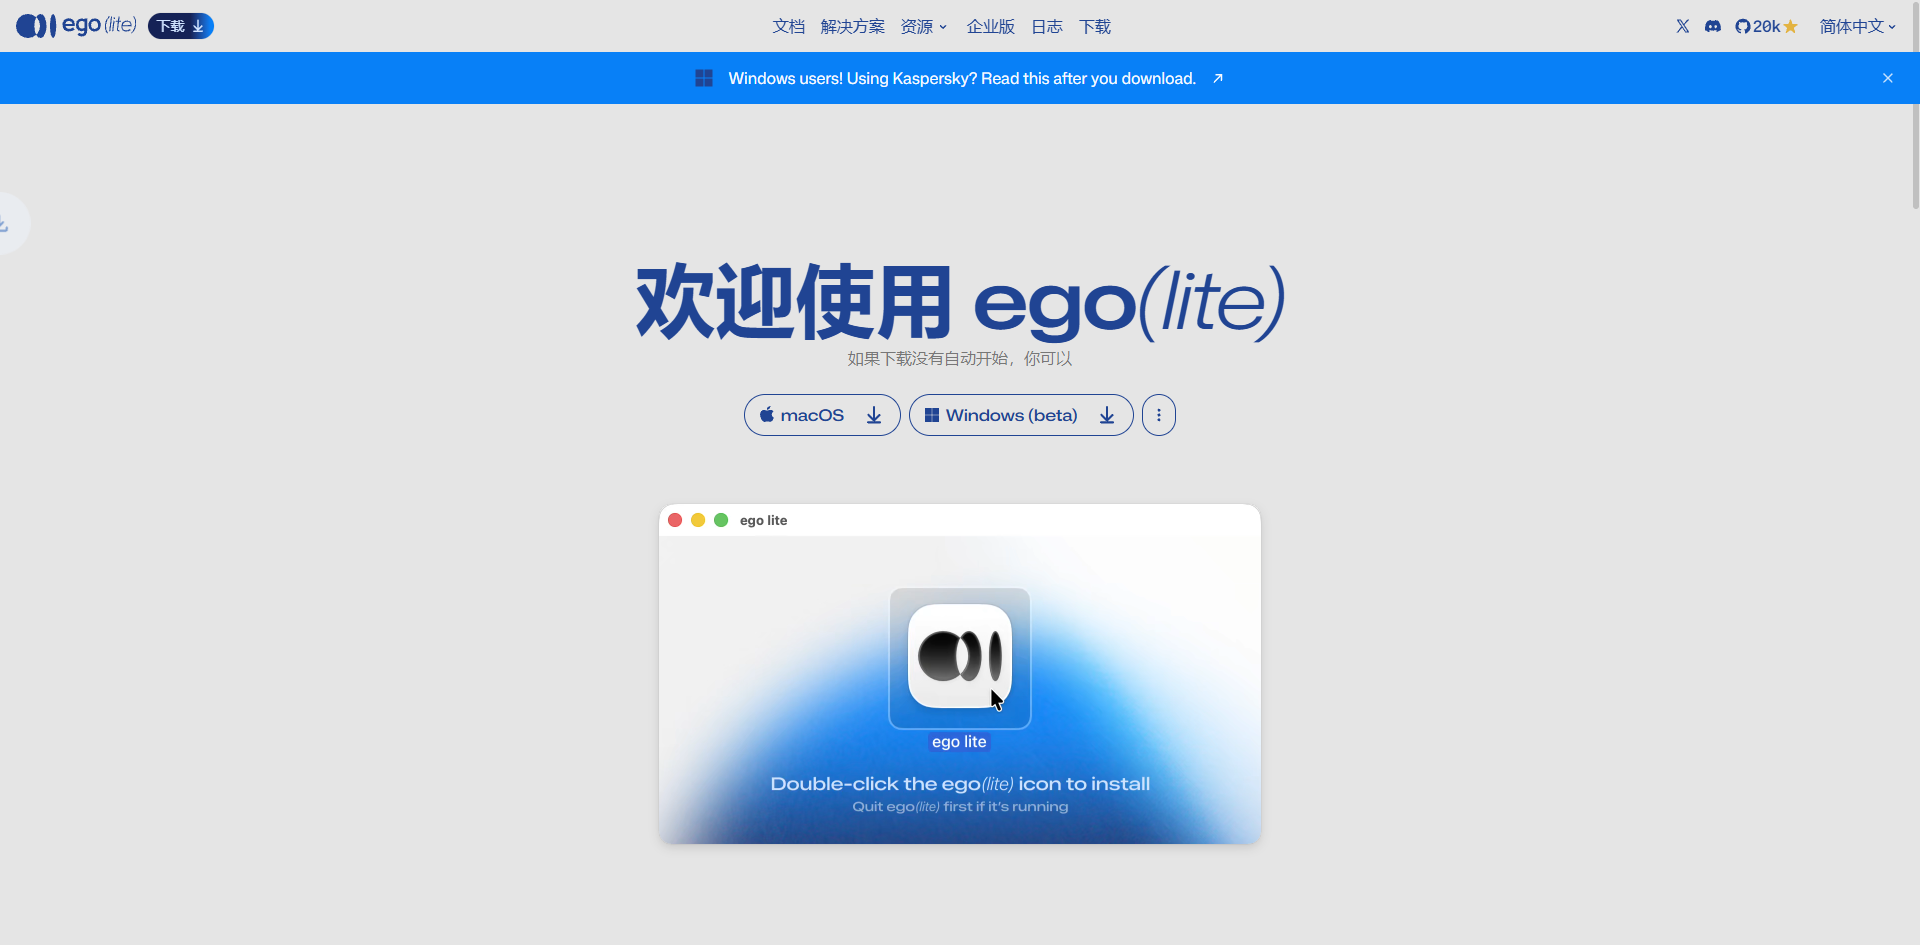 ego(lite) 下载 文档 解决方案 资源 企业版 日志 下载 20k 简体中文
Windows users! Using Kaspersky? Read this after you download.
欢迎使用 ego(lite)
如果下载没有自动开始，你可以
macOS Windows (beta)
ego lite
ego lite
Double-click the ego(lite) icon to install
Quit ego(lite) first if it's running